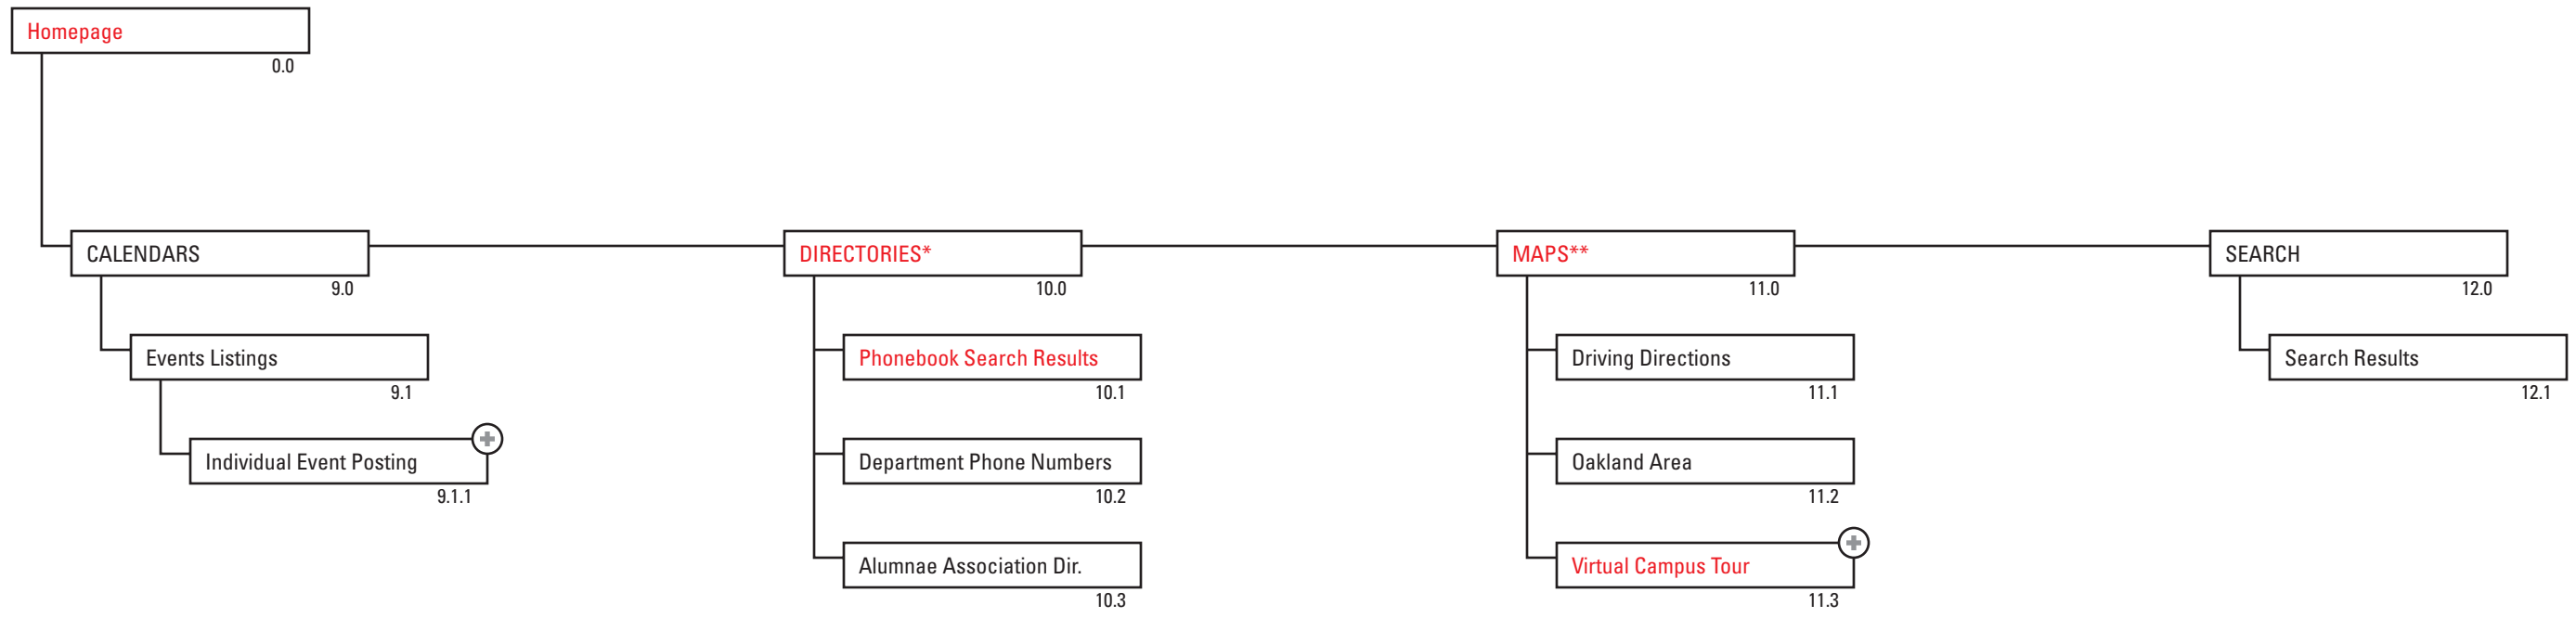 Homepage
0.0
CALENDARS
9.0
Events Listings
9.1
Individual Event Posting
9.1.1
DIRECTORIES*
10.0
Phonebook Search Results
10.1
Department Phone Numbers
10.2
Alumnae Association Dir.
10.3
MAPS**
11.0
Driving Directions
11.1
Oakland Area
11.2
Virtual Campus Tour
11.3
SEARCH
12.0
Search Results
12.1